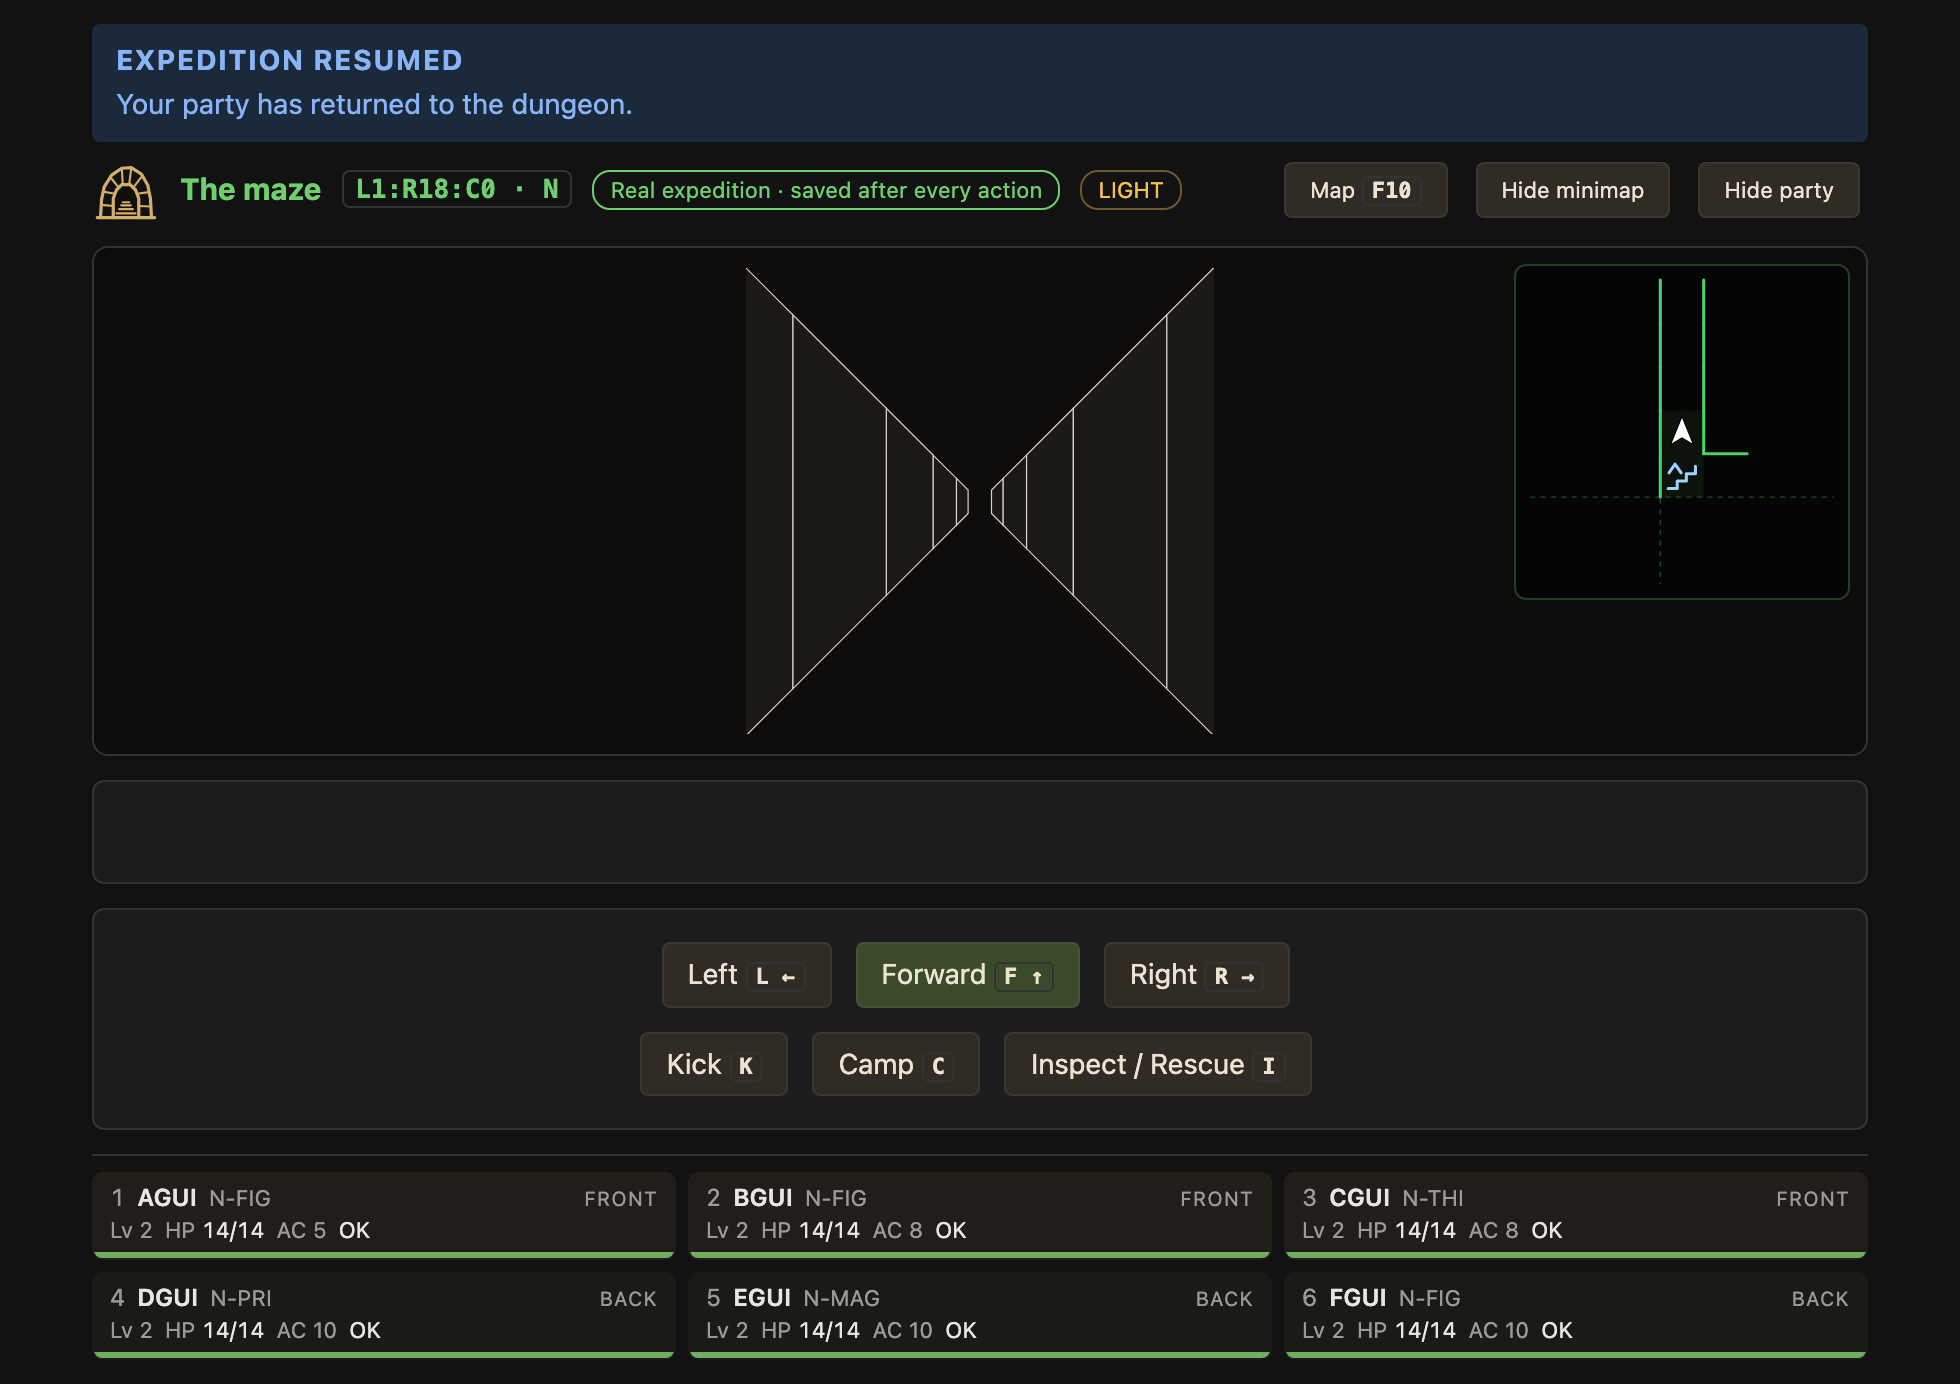 EXPEDITION RESUMED
Your party has returned to the dungeon.
The maze L1:R18:C0 · N Real expedition · saved after every action LIGHT Map F10 Hide minimap Hide party
Left L ← Forward F ↑ Right R →
Kick K Camp C Inspect / Rescue I
1 AGUI N-FIG FRONT
Lv 2 HP 14/14 AC 5 OK
2 BGUI N-FIG FRONT
Lv 2 HP 14/14 AC 8 OK
3 CGUI N-THI FRONT
Lv 2 HP 14/14 AC 8 OK
4 DGUI N-PRI BACK
Lv 2 HP 14/14 AC 10 OK
5 EGUI N-MAG BACK
Lv 2 HP 14/14 AC 10 OK
6 FGUI N-FIG BACK
Lv 2 HP 14/14 AC 10 OK